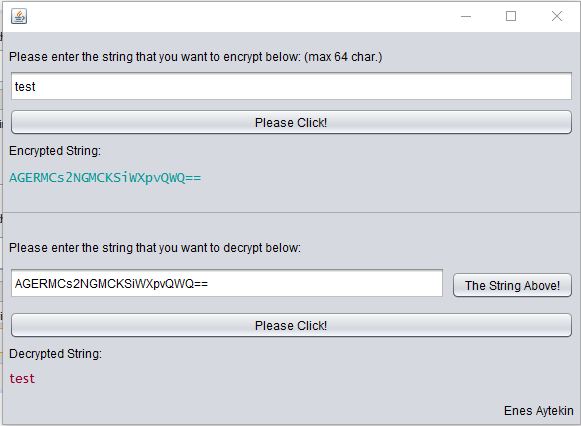 Please enter the string that you want to encrypt below: (max 64 char.)
test
Please Click!
Encrypted String:
AGERMCs2NGMCKSiWXpvQWQ==
Please enter the string that you want to decrypt below:
AGERMCs2NGMCKSiWXpvQWQ==
The String Above!
Please Click!
Decrypted String:
test
Enes Aytekin